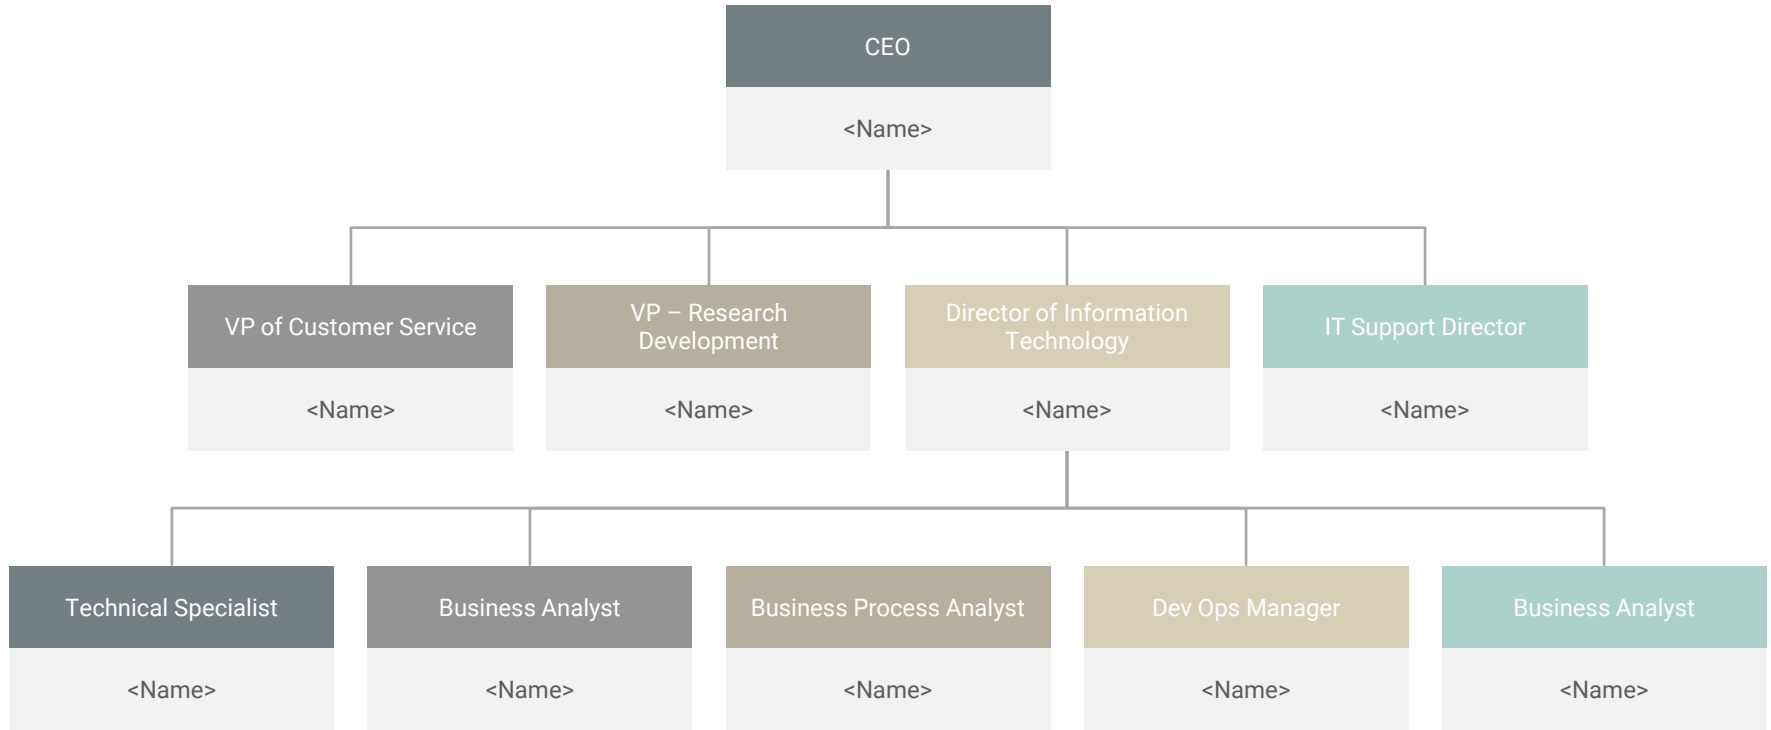 CEO
<Name>
VP of Customer Service
<Name>
VP – Research
Development
<Name>
Director of Information
Technology
<Name>
IT Support Director
<Name>
Technical Specialist
<Name>
Business Analyst
<Name>
Business Process Analyst
<Name>
Dev Ops Manager
<Name>
Business Analyst
<Name>